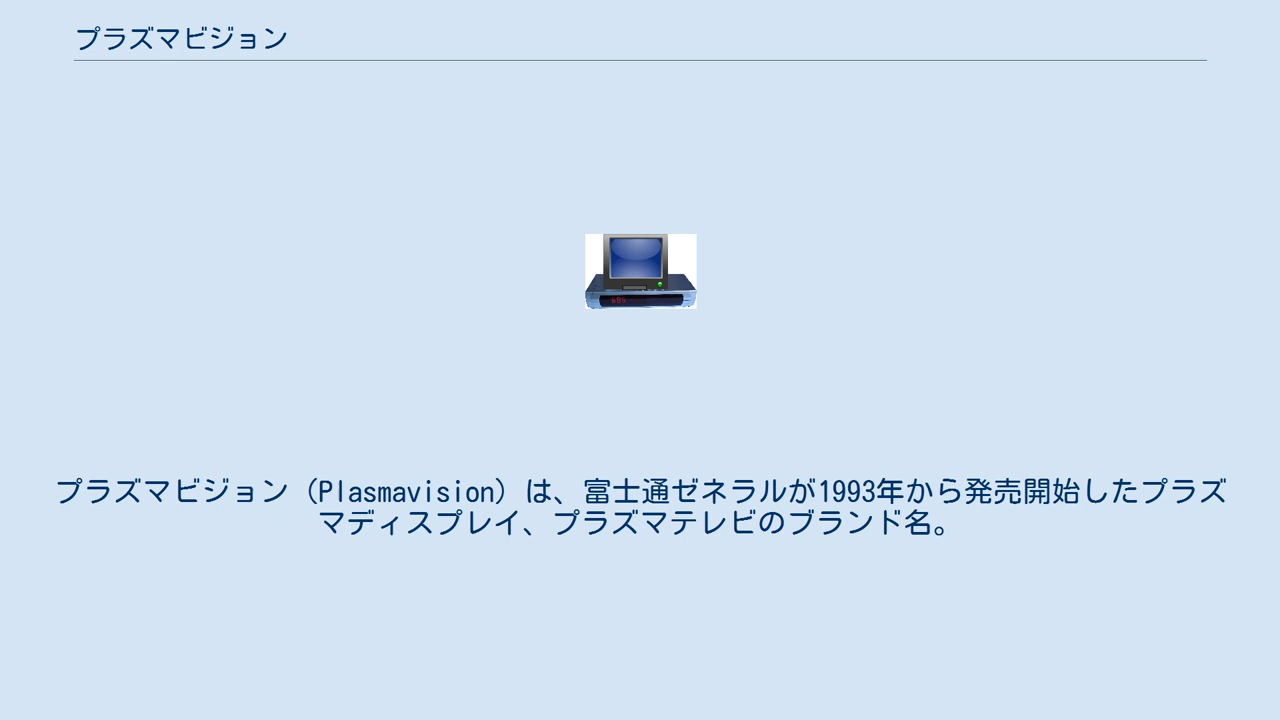 プラズマビジョン
プラズマビジョン（Plasmavision）は、富士通ゼネラルが1993年から発売開始したプラズ
マディスプレイ、プラズマテレビのブランド名。